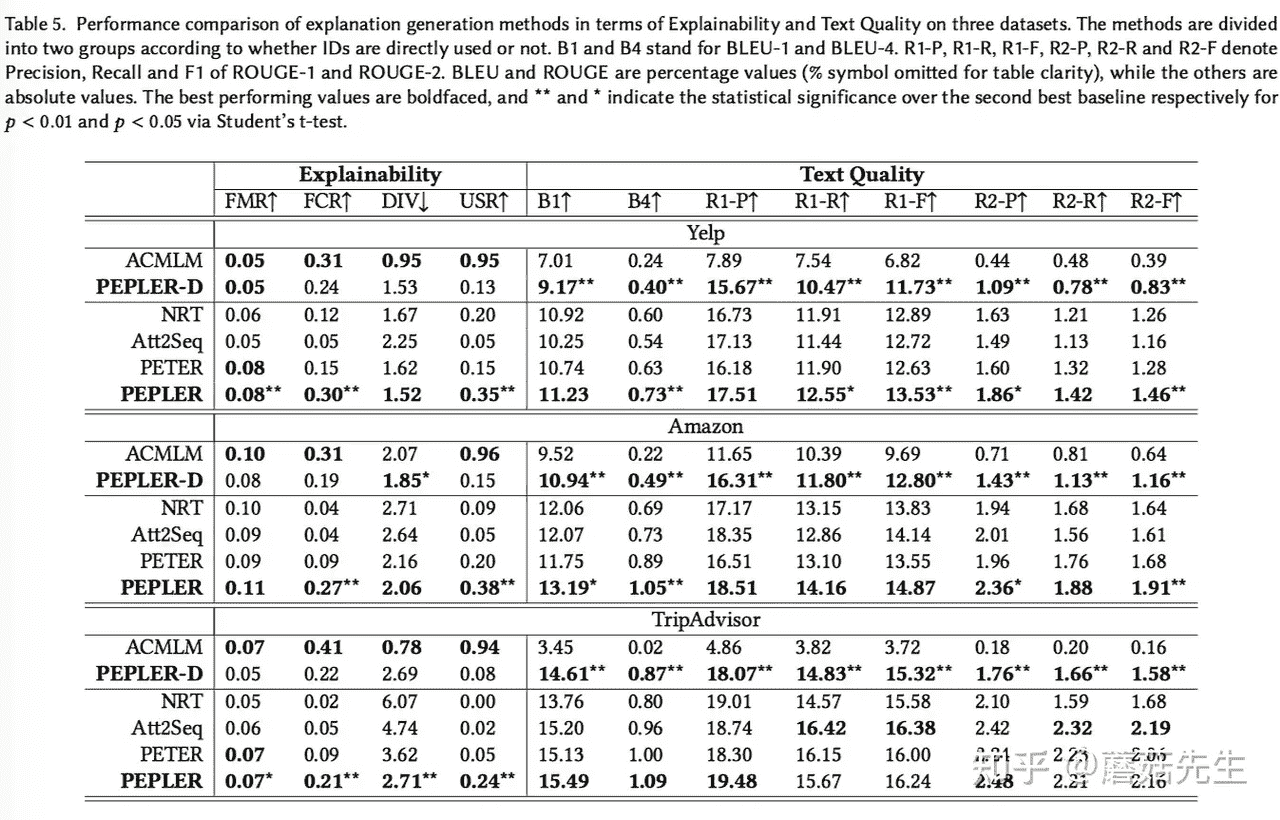 Table 5. Performance comparison of explanation generation methods in terms of Explainability and Text Quality on three datasets. The methods are divided
into two groups according to whether IDs are directly used or not. B1 and B4 stand for BLEU-1 and BLEU-4. R1-P, R1-R, R1-F, R2-P, R2-R and R2-F denote
Precision, Recall and F1 of ROUGE-1 and ROUGE-2. BLEU and ROUGE are percentage values (% symbol omitted for table clarity), while the others are
absolute values. The best performing values are boldfaced, and ** and * indicate the statistical significance over the second best baseline respectively for
p < 0.01 and p < 0.05 via Student's t-test.
Explainability Text Quality
FMR↑ FCR↑ DIV↓ USR↑ B1↑ B4↑ R1-P↑ R1-R↑ R1-F↑ R2-P↑ R2-R↑ R2-F↑
Yelp
ACMLM 0.05 0.31 0.95 0.95 7.01 0.24 7.89 7.54 6.82 0.44 0.48 0.39
PEPLER-D 0.05 0.24 1.53 0.13 9.17** 0.40** 15.67** 10.47** 11.73** 1.09** 0.78** 0.83**
NRT 0.06 0.12 1.67 0.20 10.92 0.60 16.73 11.91 12.89 1.63 1.21 1.26
Att2Seq 0.05 0.05 2.25 0.05 10.25 0.54 17.13 11.44 12.72 1.49 1.13 1.16
PETER 0.08 0.15 1.62 0.15 10.74 0.63 16.18 11.90 12.63 1.60 1.32 1.28
PEPLER 0.08** 0.30** 1.52 0.35** 11.23 0.73** 17.51 12.55* 13.53** 1.86* 1.42 1.46**
Amazon
ACMLM 0.10 0.31 2.07 0.96 9.52 0.22 11.65 10.39 9.69 0.71 0.81 0.64
PEPLER-D 0.08 0.19 1.85* 0.15 10.94** 0.49** 16.31** 11.80** 12.80** 1.43** 1.13** 1.16**
NRT 0.10 0.04 2.71 0.09 12.06 0.69 17.17 13.15 13.83 1.94 1.68 1.64
Att2Seq 0.09 0.04 2.64 0.05 12.07 0.73 18.35 12.86 14.14 2.01 1.56 1.61
PETER 0.09 0.09 2.16 0.20 11.75 0.89 16.51 13.10 13.55 1.96 1.76 1.68
PEPLER 0.11 0.27** 2.06 0.38** 13.19* 1.05** 18.51 14.16 14.87 2.36* 1.88 1.91**
TripAdvisor
ACMLM 0.07 0.41 0.78 0.94 3.45 0.02 4.86 3.82 3.72 0.18 0.20 0.16
PEPLER-D 0.05 0.22 2.69 0.08 14.61** 0.87** 18.07** 14.83** 15.32** 1.76** 1.66** 1.58**
NRT 0.05 0.02 6.07 0.00 13.76 0.80 19.01 14.57 15.58 2.10 1.59 1.68
Att2Seq 0.06 0.05 4.74 0.02 15.20 0.96 18.74 16.42 16.38 2.42 2.32 2.19
PETER 0.07 0.09 3.62 0.05 15.13 1.00 18.30 16.15 16.00
PEPLER 0.07* 0.21** 2.71** 0.24** 15.49 1.09 19.48 15.67 16.24 2.48 2.21 2.16
知乎 @蘑菇先生